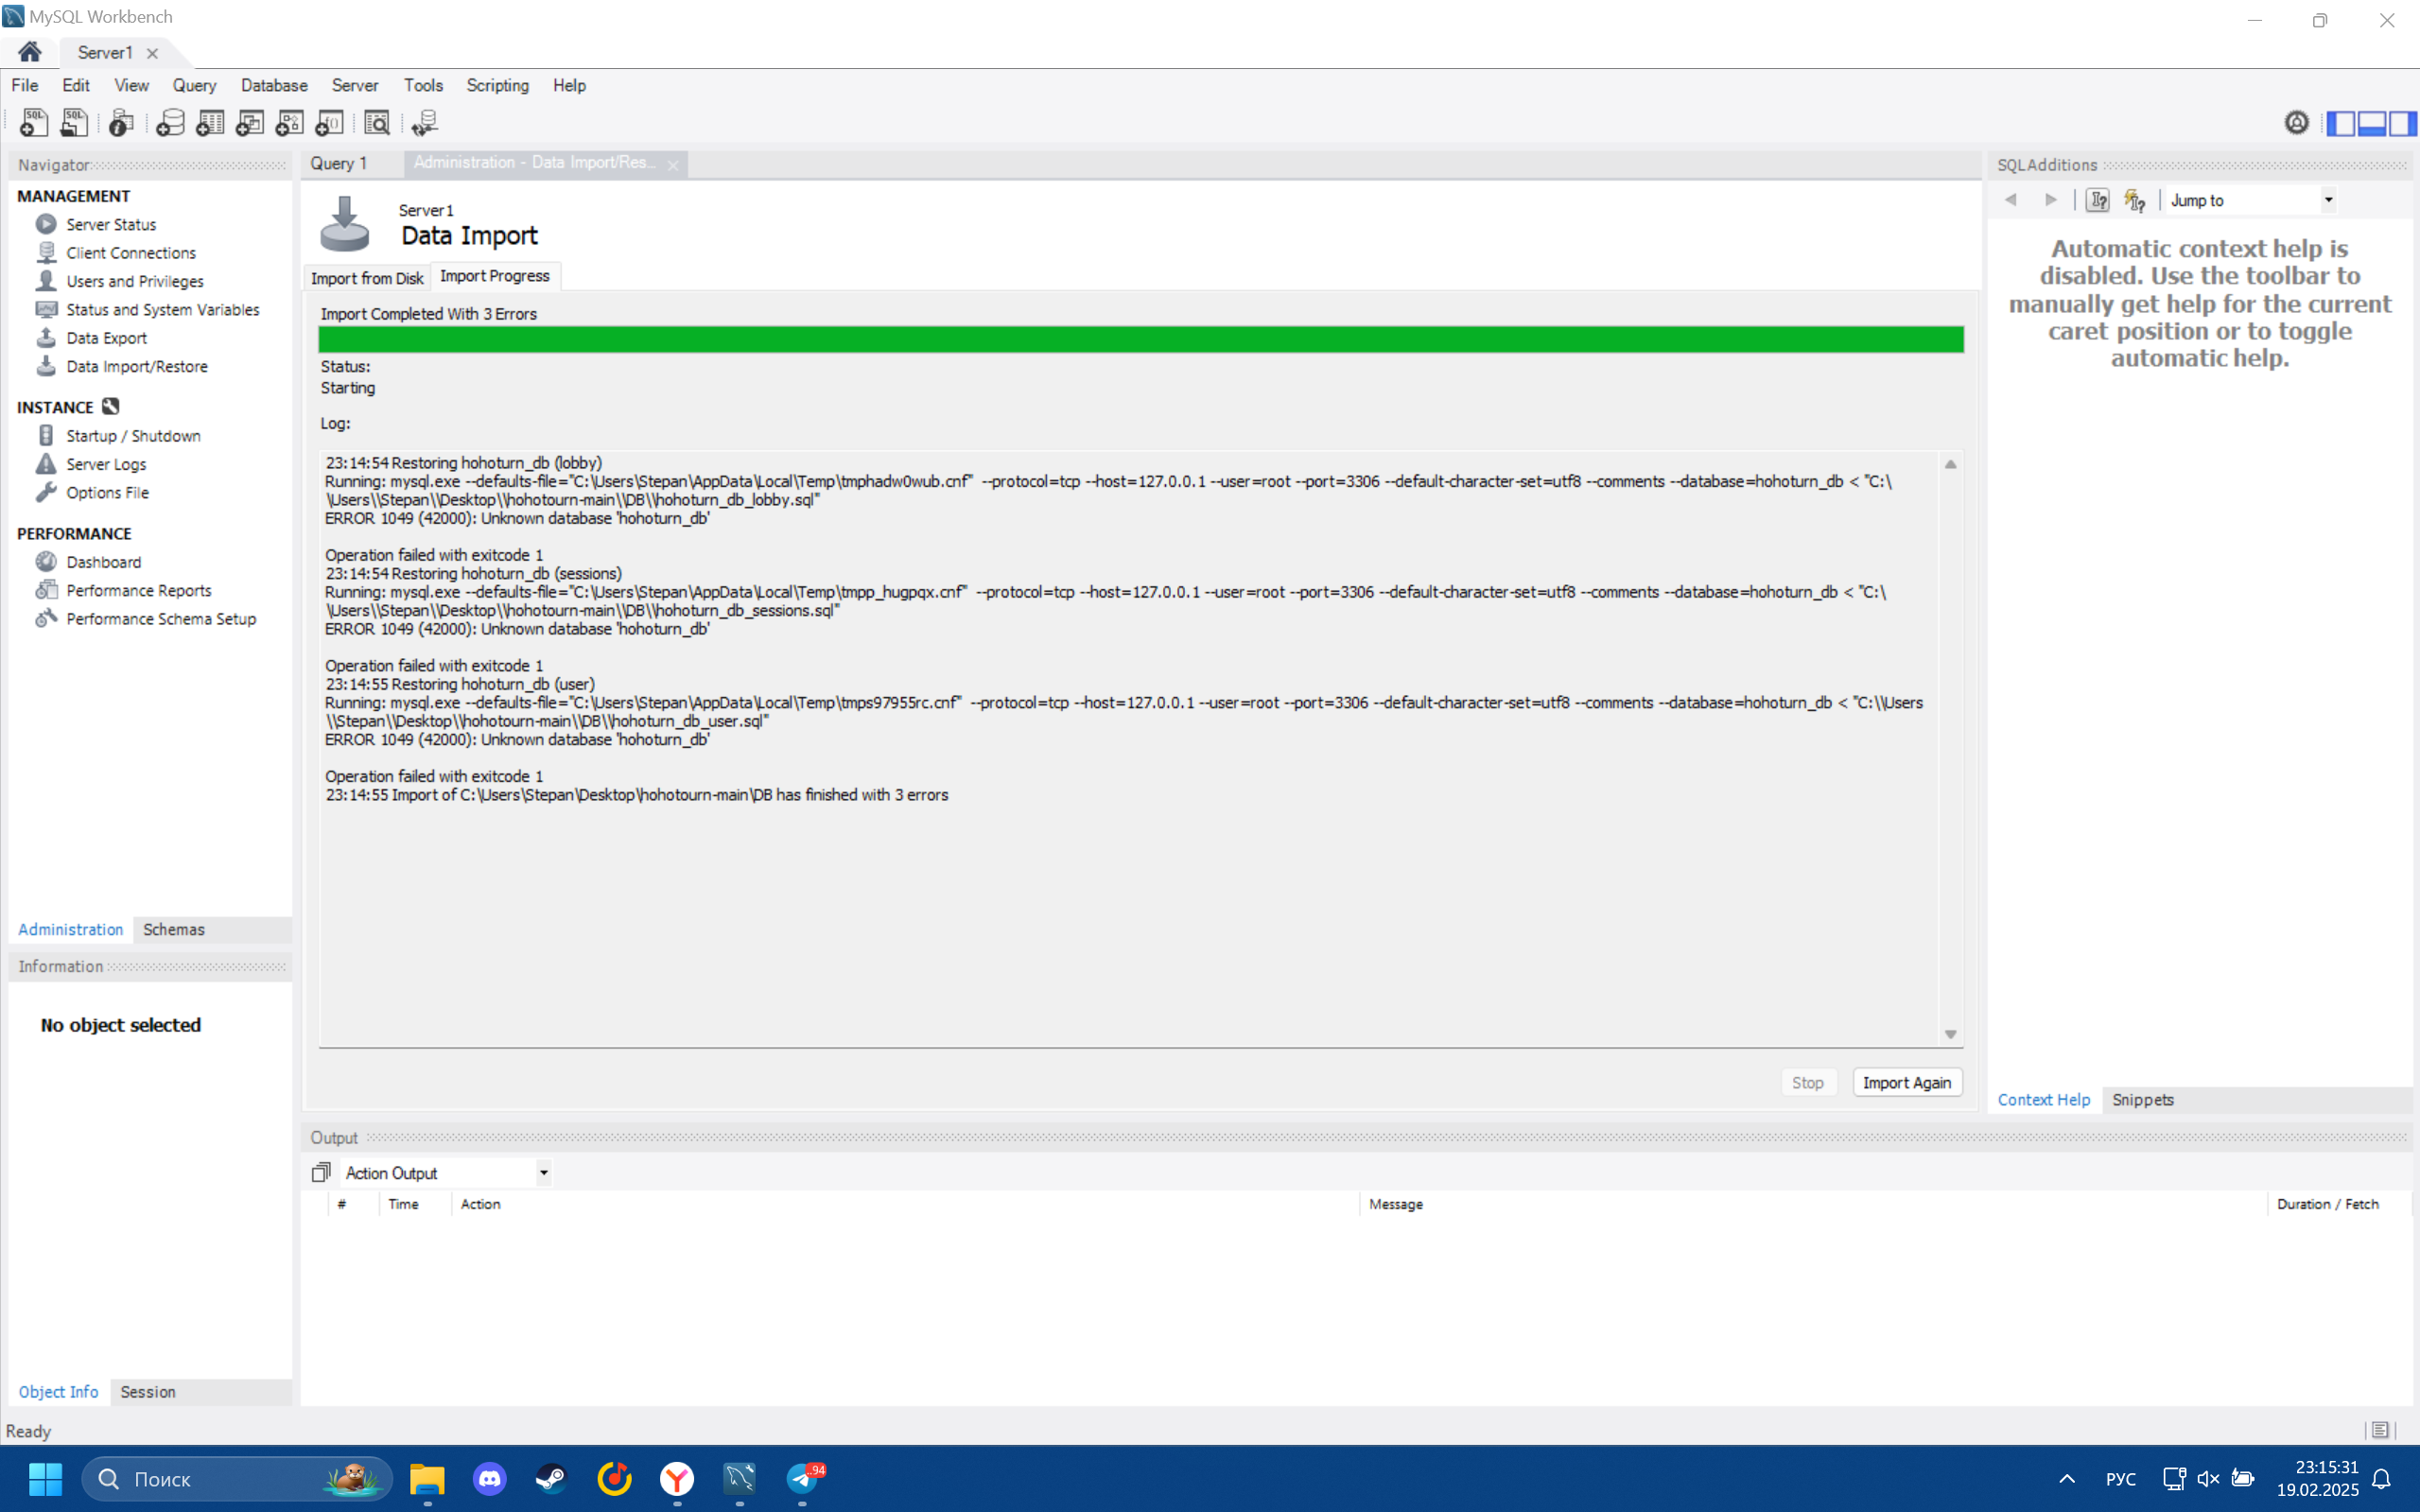 MySQL Workbench
Server1
File Edit View Query Database Server Tools Scripting Help
Navigator
MANAGEMENT
Server Status
Client Connections
Users and Privileges
Status and System Variables
Data Export
Data Import/Restore
INSTANCE
Startup / Shutdown
Server Logs
Options File
PERFORMANCE
Dashboard
Performance Reports
Performance Schema Setup
Administration Schemas
Information
No object selected
Object Info Session
Query 1 Administration - Data Import/Res...
Server1
Data Import
Import from Disk Import Progress
Import Completed With 3 Errors
Status:
Starting
Log:
23:14:54 Restoring hohoturn_db (lobby)
Running: mysql.exe --defaults-file="C:\Users\Stepan\AppData\Local\Temp\tmphadw0wub.cnf" --protocol=tcp --host=127.0.0.1 --user=root --port=3306 --default-character-set=utf8 --comments --database=hohoturn_db < "C:\
\Users\\Stepan\\Desktop\\hohotourn-main\\DB\\hohoturn_db_lobby.sql"
ERROR 1049 (42000): Unknown database 'hohoturn_db'
Operation failed with exitcode 1
23:14:54 Restoring hohoturn_db (sessions)
Running: mysql.exe --defaults-file="C:\Users\Stepan\AppData\Local\Temp\tmpp_hugpqx.cnf" --protocol=tcp --host=127.0.0.1 --user=root --port=3306 --default-character-set=utf8 --comments --database=hohoturn_db < "C:\
\Users\\Stepan\\Desktop\\hohotourn-main\\DB\\hohoturn_db_sessions.sql"
ERROR 1049 (42000): Unknown database 'hohoturn_db'
Operation failed with exitcode 1
23:14:55 Restoring hohoturn_db (user)
Running: mysql.exe --defaults-file="C:\Users\Stepan\AppData\Local\Temp\tmps97955rc.cnf" --protocol=tcp --host=127.0.0.1 --user=root --port=3306 --default-character-set=utf8 --comments --database=hohoturn_db < "C:\\Users
\\Stepan\\Desktop\\hohotourn-main\\DB\\hohoturn_db_user.sql"
ERROR 1049 (42000): Unknown database 'hohoturn_db'
Operation failed with exitcode 1
23:14:55 Import of C:\Users\Stepan\Desktop\hohotourn-main\DB has finished with 3 errors
Stop Import Again
SQLAdditions
Jump to
Automatic context help is
disabled. Use the toolbar to
manually get help for the current
caret position or to toggle
automatic help.
Context Help Snippets
Output
Action Output
# Time Action Message Duration / Fetch
Ready
Поиск
94
РУС
23:15:31
19.02.2025